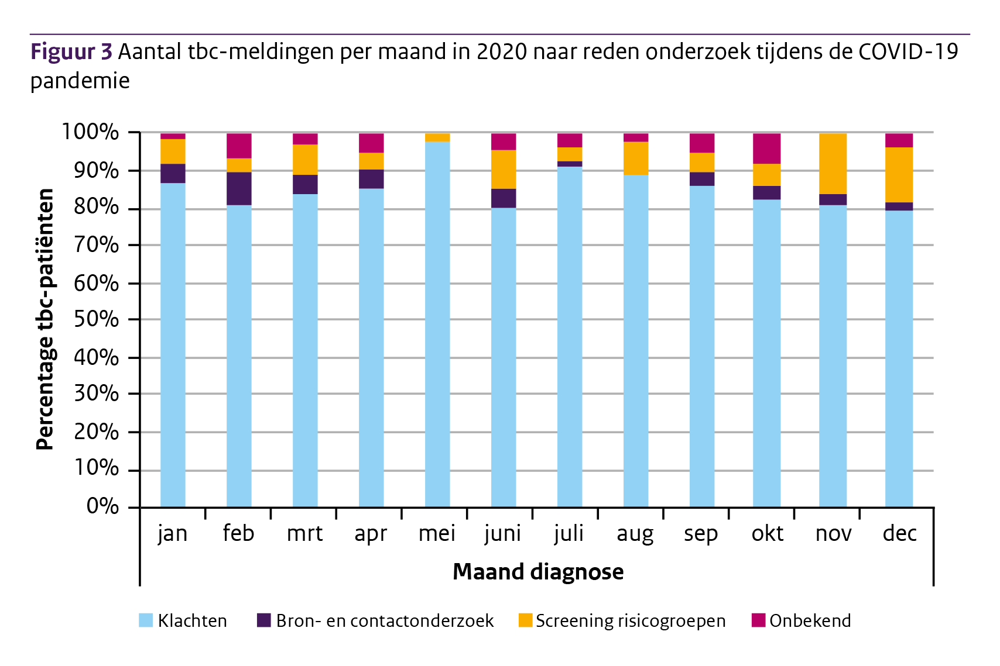 Figuur 3 Aantal tbc-meldingen per maand in 2020 naar reden onderzoek tijdens de COVID-19
pandemie
Percentage tbc-patiënten
100%
90%
80%
70%
60%
50%
40%
30%
20%
10%
0%
jan feb mrt apr mei juni juli aug sep okt nov dec
Maand diagnose
Klachten Bron- en contactonderzoek Screening risicogroepen Onbekend